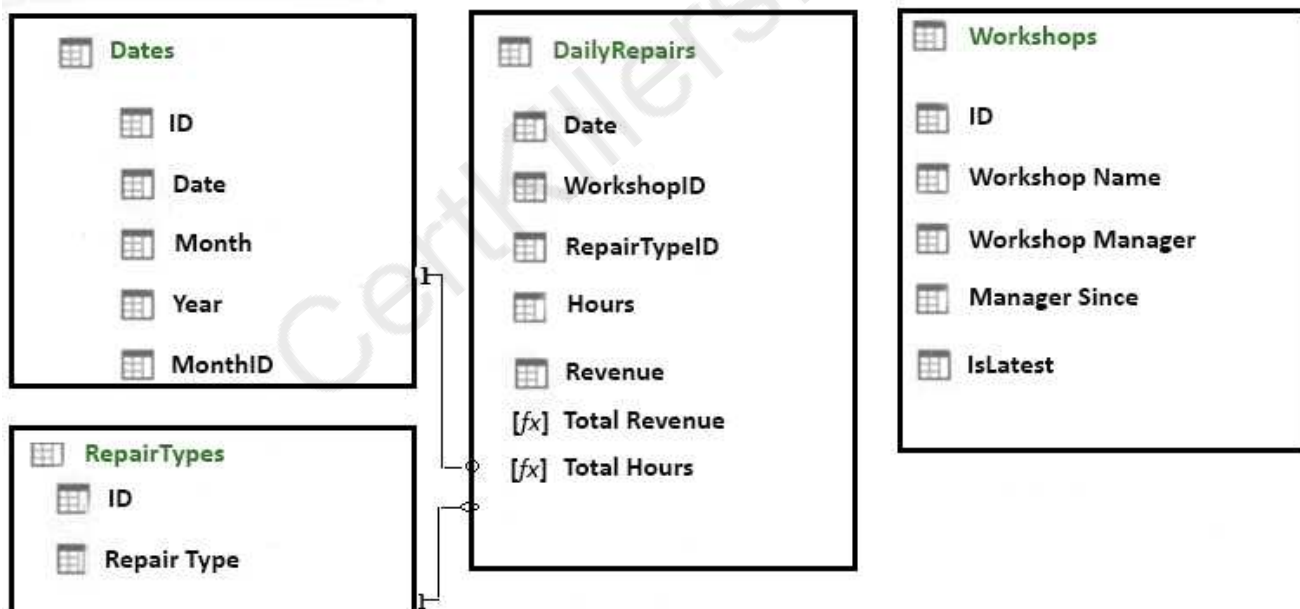 Dates
ID
Date
Month
Year
MonthID
RepairTypes
ID
Repair Type
DailyRepairs
Date
WorkshopID
RepairTypeID
Hours
Revenue
[fx] Total Revenue
[fx] Total Hours
Workshops
ID
Workshop Name
Workshop Manager
Manager Since
IsLatest
CertKillers